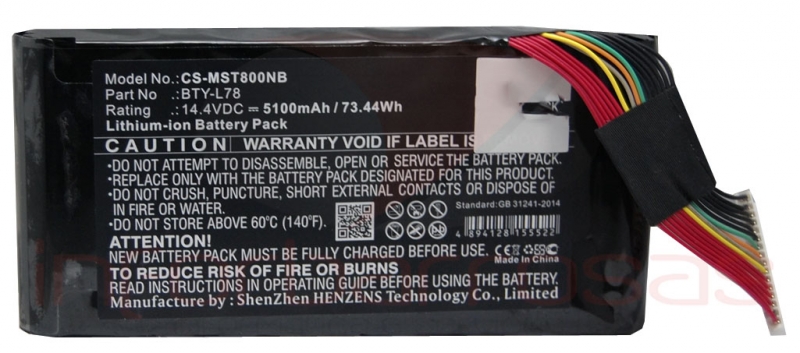 Model No.:CS-MST800NB
Part No :BTY-L78
Rating :14.4VDC⎓5100mAh/73.44Wh
Lithium-ion Battery Pack
K
CAUTION: WARRANTY VOID IF LABEL IS
•DO NOT ATTEMPT TO DISASSEMBLE, OPEN OR SERVICE THE BATTERY PACK.
•REPLACE ONLY WITH THE BATTERY PACK DESIGNATED FOR THIS PRODUCT.
•DO NOT CRUSH, PUNCTURE, SHORT EXTERNAL CONTACTS OR DISPOSE OF
IN FIRE OR WATER.
•DO NOT STORE ABOVE 60℃ (140℉).
Standard:GB 31241-2014
4 894128 155522
ATTENTION!
NEW BATTERY PACK MUST BE FULLY CHARGED BEFORE USE
CE
Made In China
TO REDUCE RISK OF FIRE OR BURNS
READ INSTRUCTIONS IN OPERATING GUIDE BEFORE USING THE BATTERY.
Manufacture by: ShenZhen HENZENS Technology Co., Limited